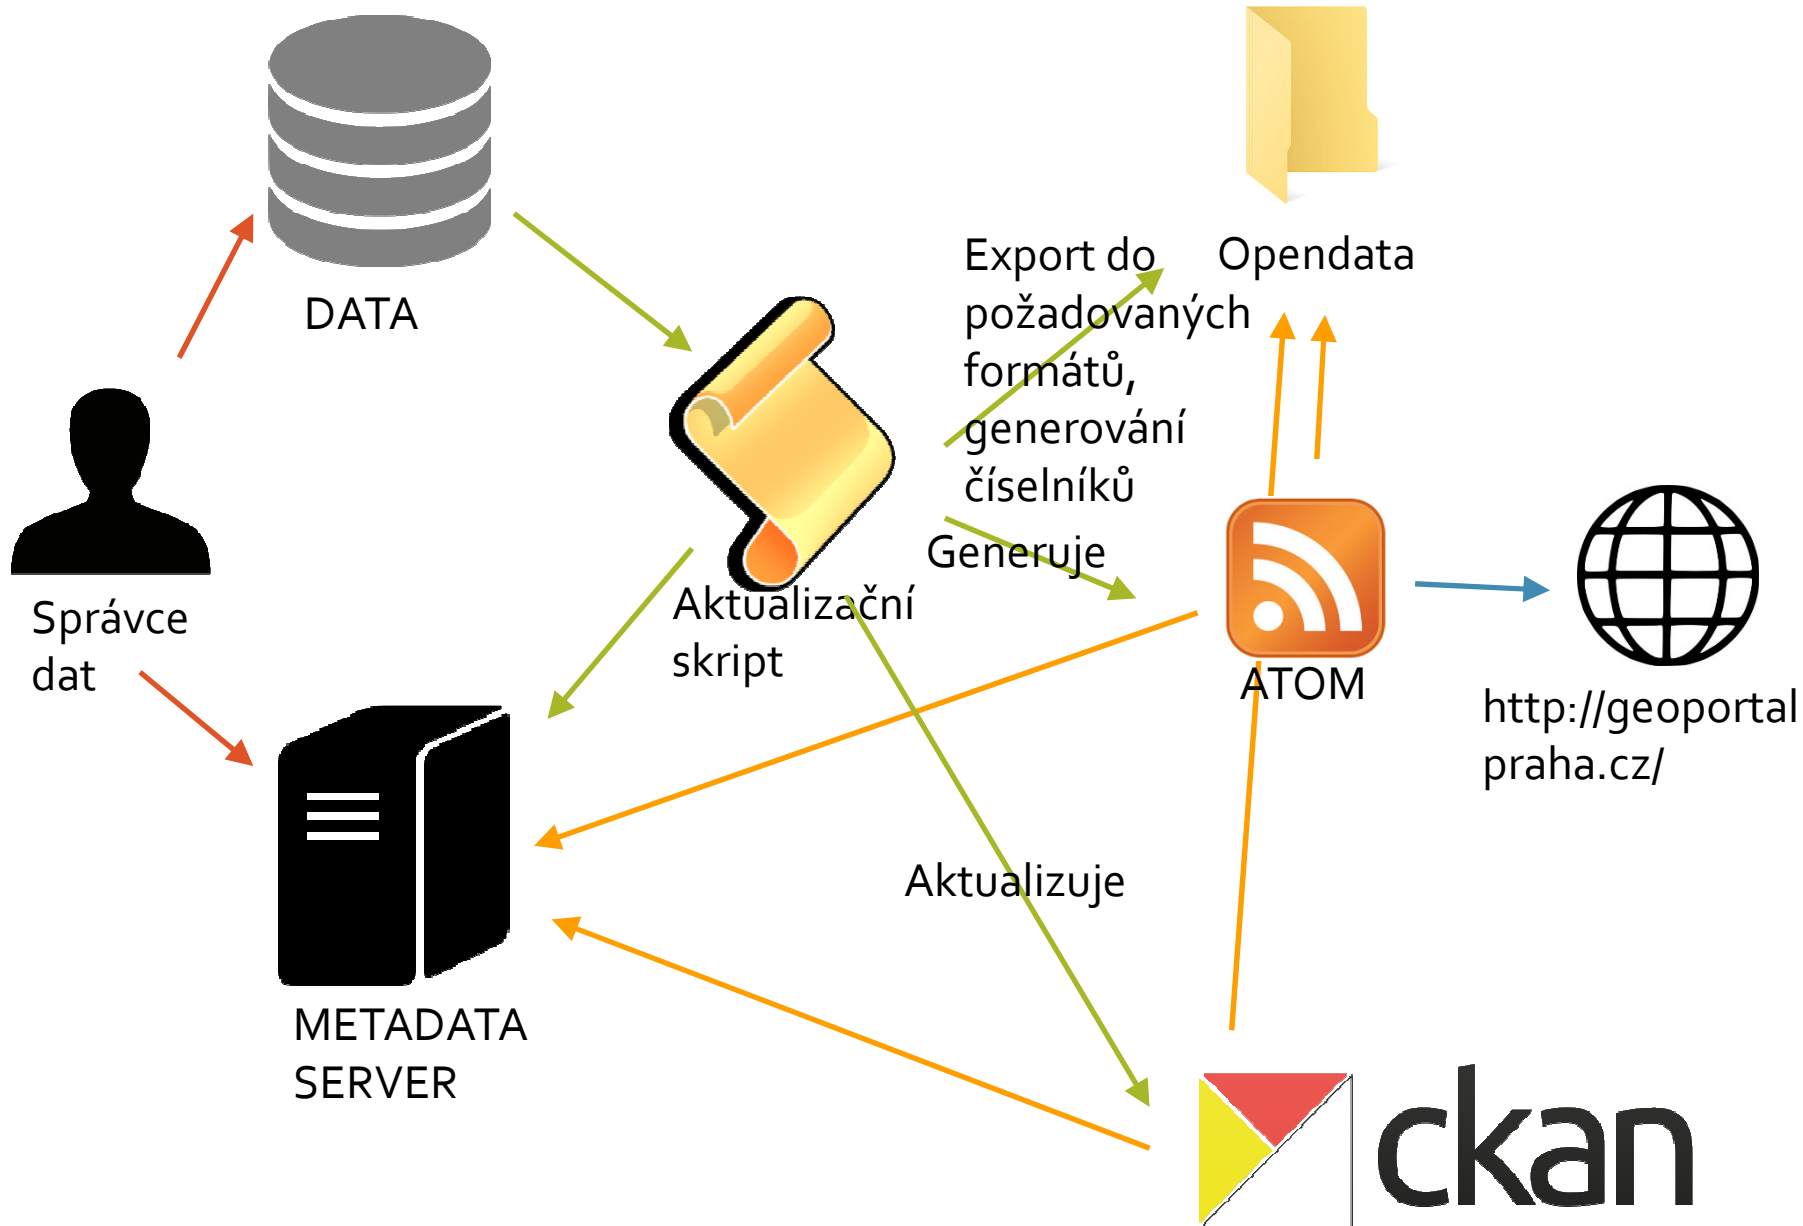 DATA
Export do
požadovaných
formátů,
generování
číselníků
Opendata
Generuje
Správce
dat
Aktualizační
skript
ATOM
http://geoportal
praha.cz/
Aktualizuje
METADATA
SERVER
ckan